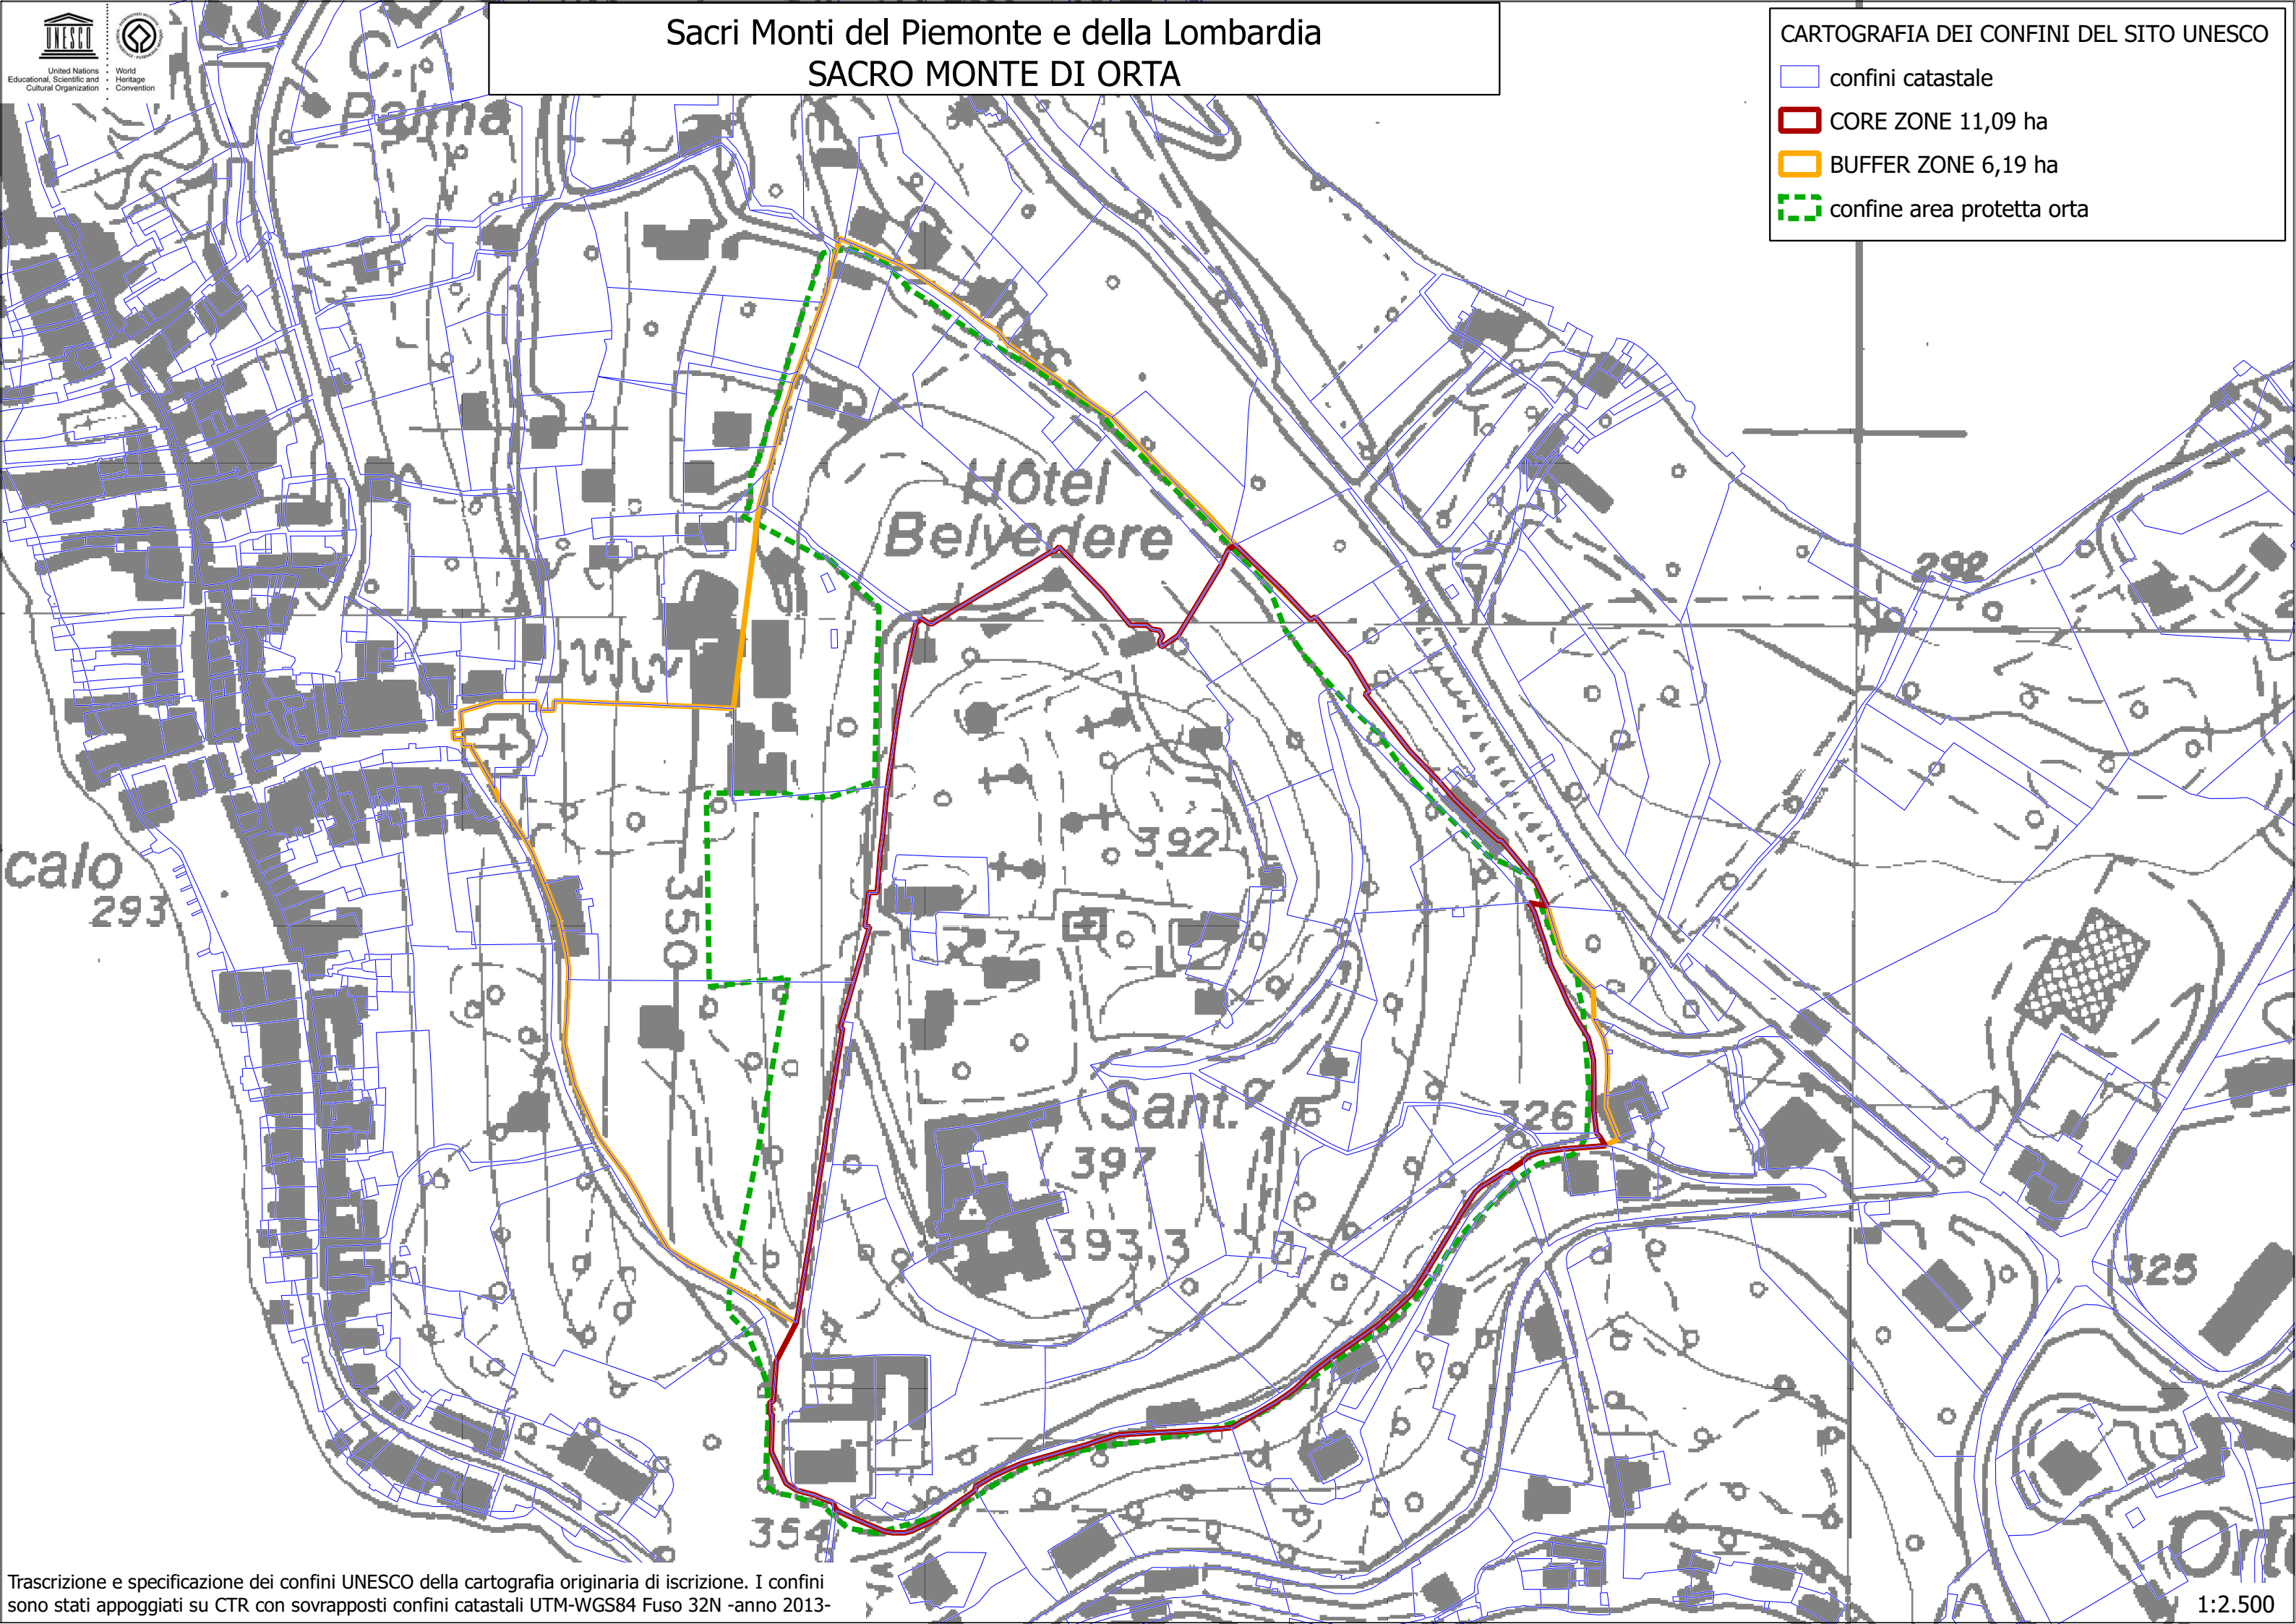 UNESCO
United Nations
Educational, Scientific and
Cultural Organization
World
Heritage
Convention
Sacri Monti del Piemonte e della Lombardia
SACRO MONTE DI ORTA
CARTOGRAFIA DEI CONFINI DEL SITO UNESCO
confini catastale
CORE ZONE 11,09 ha
BUFFER ZONE 6,19 ha
confine area protetta orta
C.
Palma
Hôtel
Belvedere
292
392
calo
293
350
Sant.
326
397
393,3
325
354
Ort
Trascrizione e specificazione dei confini UNESCO della cartografia originaria di iscrizione. I confini
sono stati appoggiati su CTR con sovrapposti confini catastali UTM-WGS84 Fuso 32N -anno 2013-
1:2.500